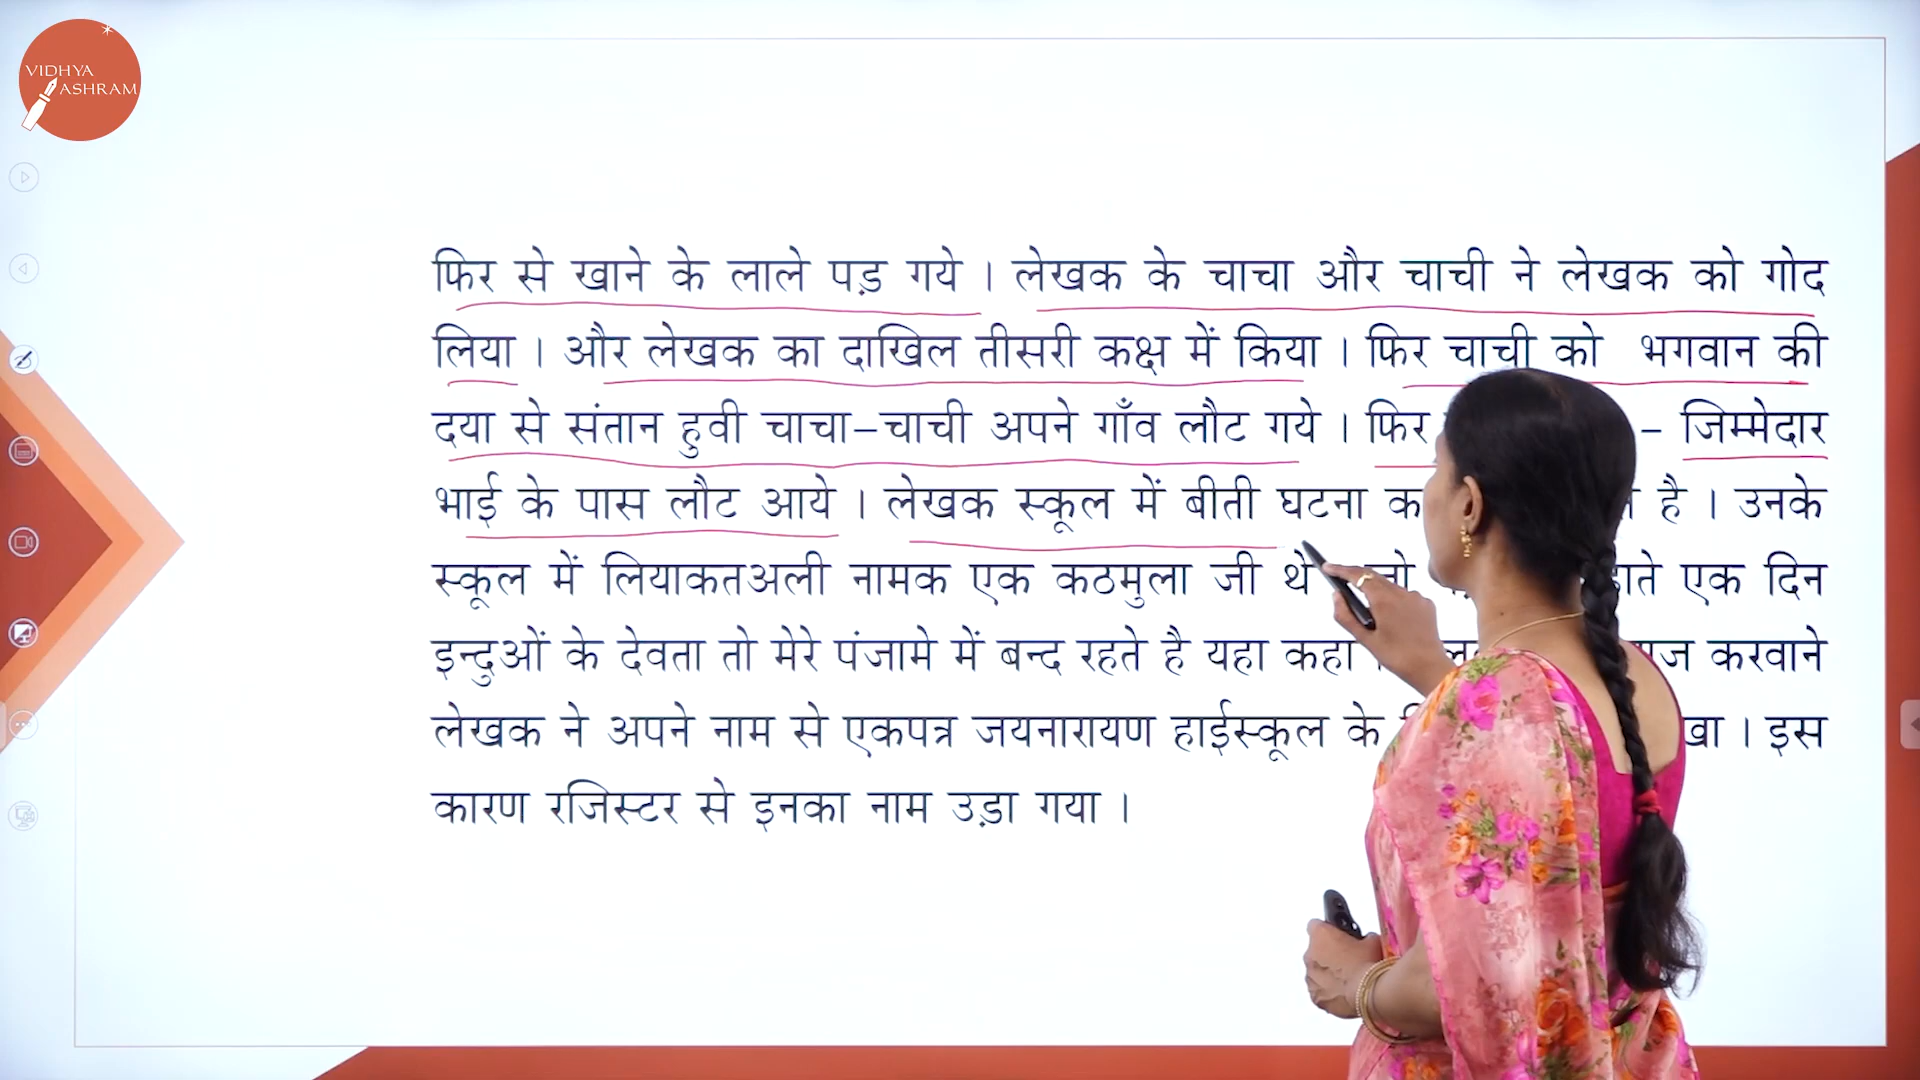 VIDHYA
ASHRAM
फिर से खाने के लाले पड़ गये । लेखक के चाचा और चाची ने लेखक को गोद
लिया । और लेखक का दाखिल तीसरी कक्ष में किया । फिर चाची को भगवान की
दया से संतान हुवी चाचा–चाची अपने गाँव लौट गये । फिर – जिम्मेदार
भाई के पास लौट आये । लेखक स्कूल में बीती घटना है । उनके
स्कूल में लियाकतअली नामक एक कठमुला जी थे एक दिन
इन्दुओं के देवता तो मेरे पंजामे में बन्द रहते है यहा कहा करवाने
लेखक ने अपने नाम से एकपत्र जयनारायण हाईस्कूल के । इस
कारण रजिस्टर से इनका नाम उड़ा गया ।